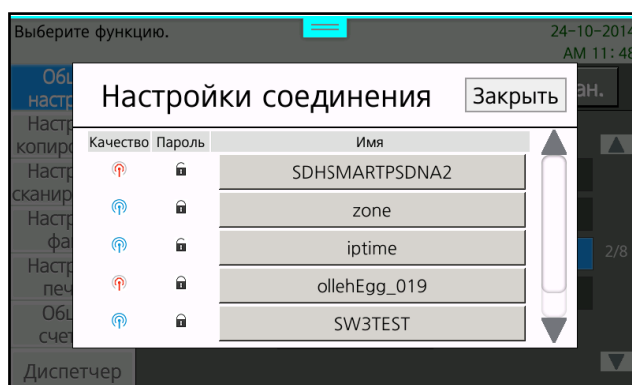 Выберите функцию.
24-10-2014
AM 11:48
Настройки соединения
Закрыть
Качество Пароль Имя
SDHSMARTPSDNA2
zone
iptime
ollehEgg_019
SW3TEST
2/8
Диспетчер